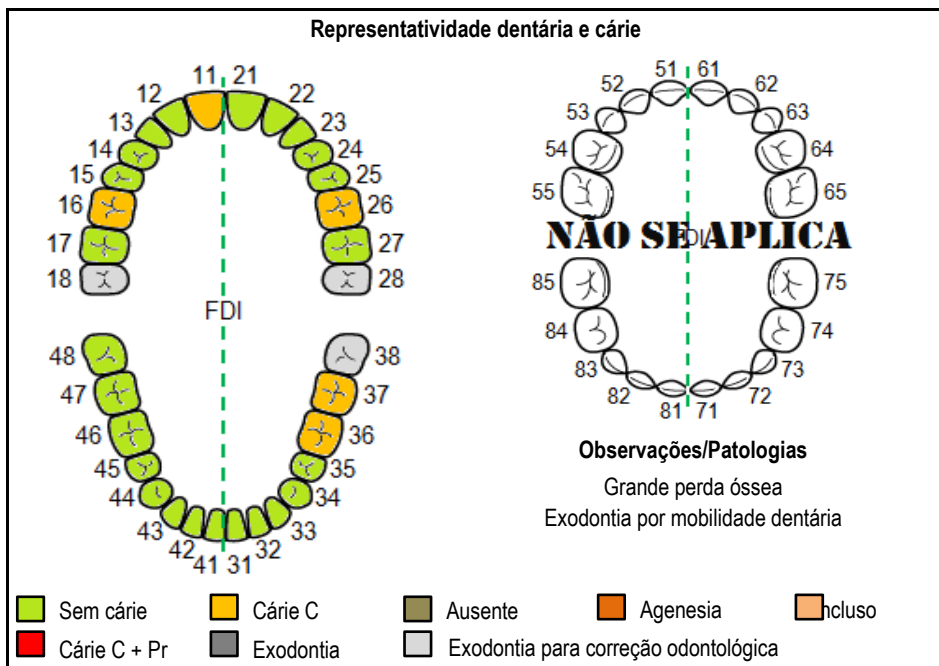 Representatividade dentária e cárie
11 21
12 22
13 23
14 24
15 25
16 26
17 27
18 28
FDI
48 38
47 37
46 36
45 35
44 34
43 33
42 32
41 31
51 61
52 62
53 63
54 64
55 65
NÃO SE APLICA
FDI
85 75
84 74
83 73
82 72
81 71
Observações/Patologias
Grande perda óssea
Exodontia por mobilidade dentária
Sem cárie Cárie C Ausente Agenesia ncluso
Cárie C + Pr Exodontia Exodontia para correção odontológica